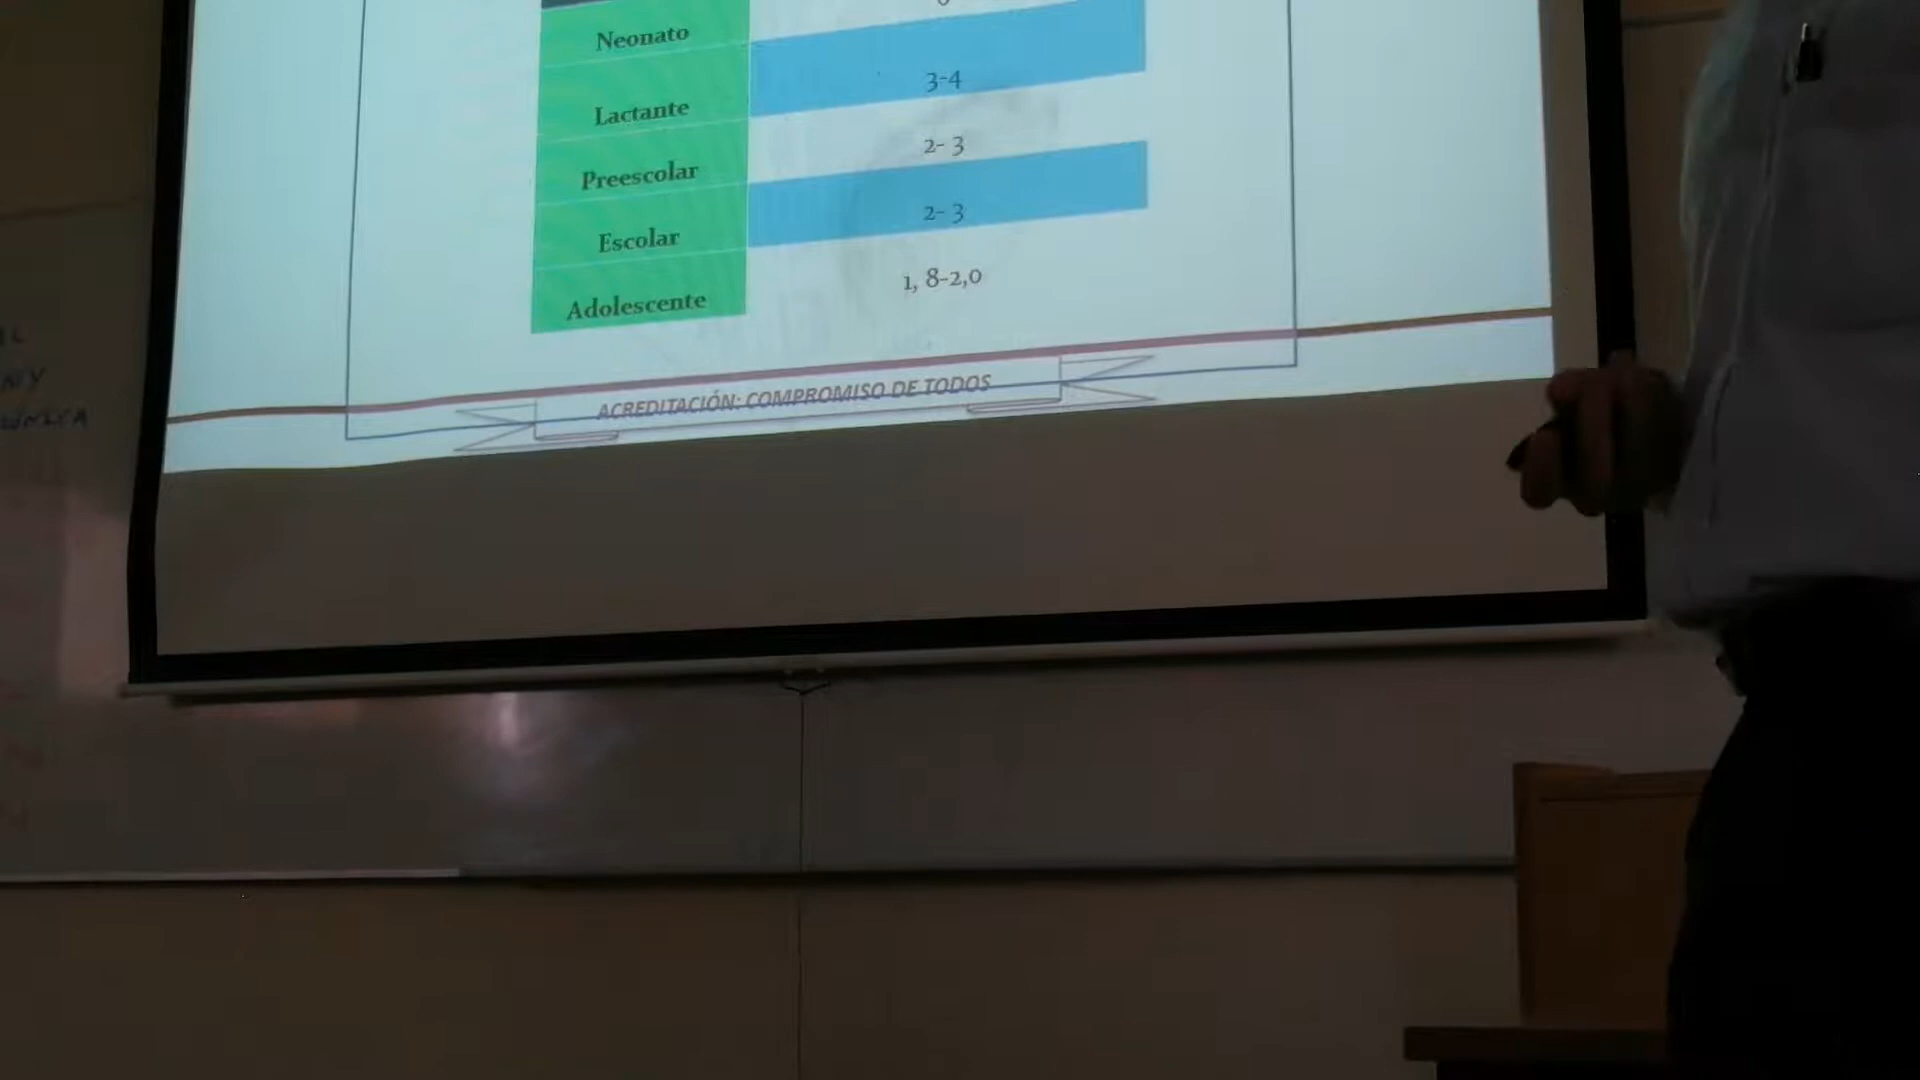 Neonato
3-4
Lactante
2- 3
Preescolar
2- 3
Escolar
1, 8-2,0
Adolescente
ACREDITACIÓN: COMPROMISO DE TODOS